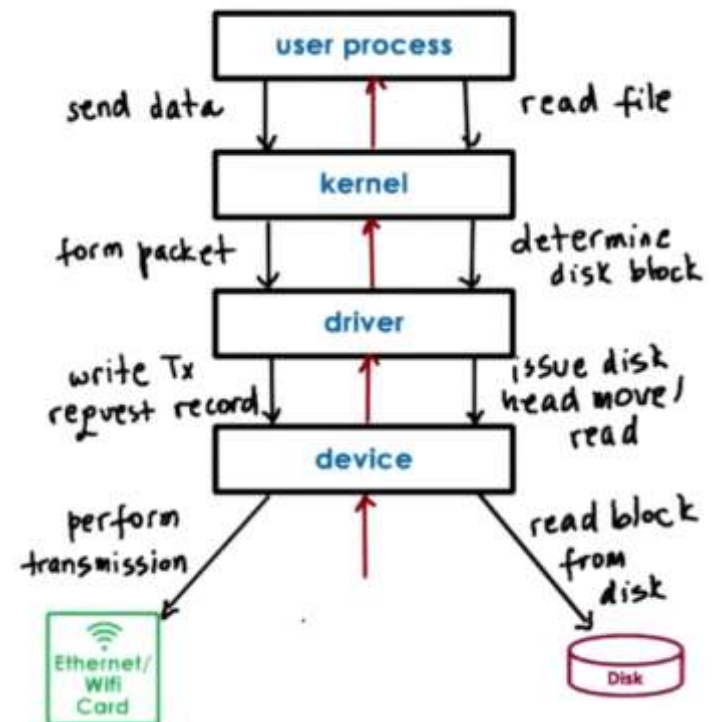 user process
send data
read file
kernel
form packet
determine
disk block
driver
write Tx
request record
issue disk
head move/
read
device
perform
transmission
read block
from
disk
Ethernet/
Wifi
Card
Disk